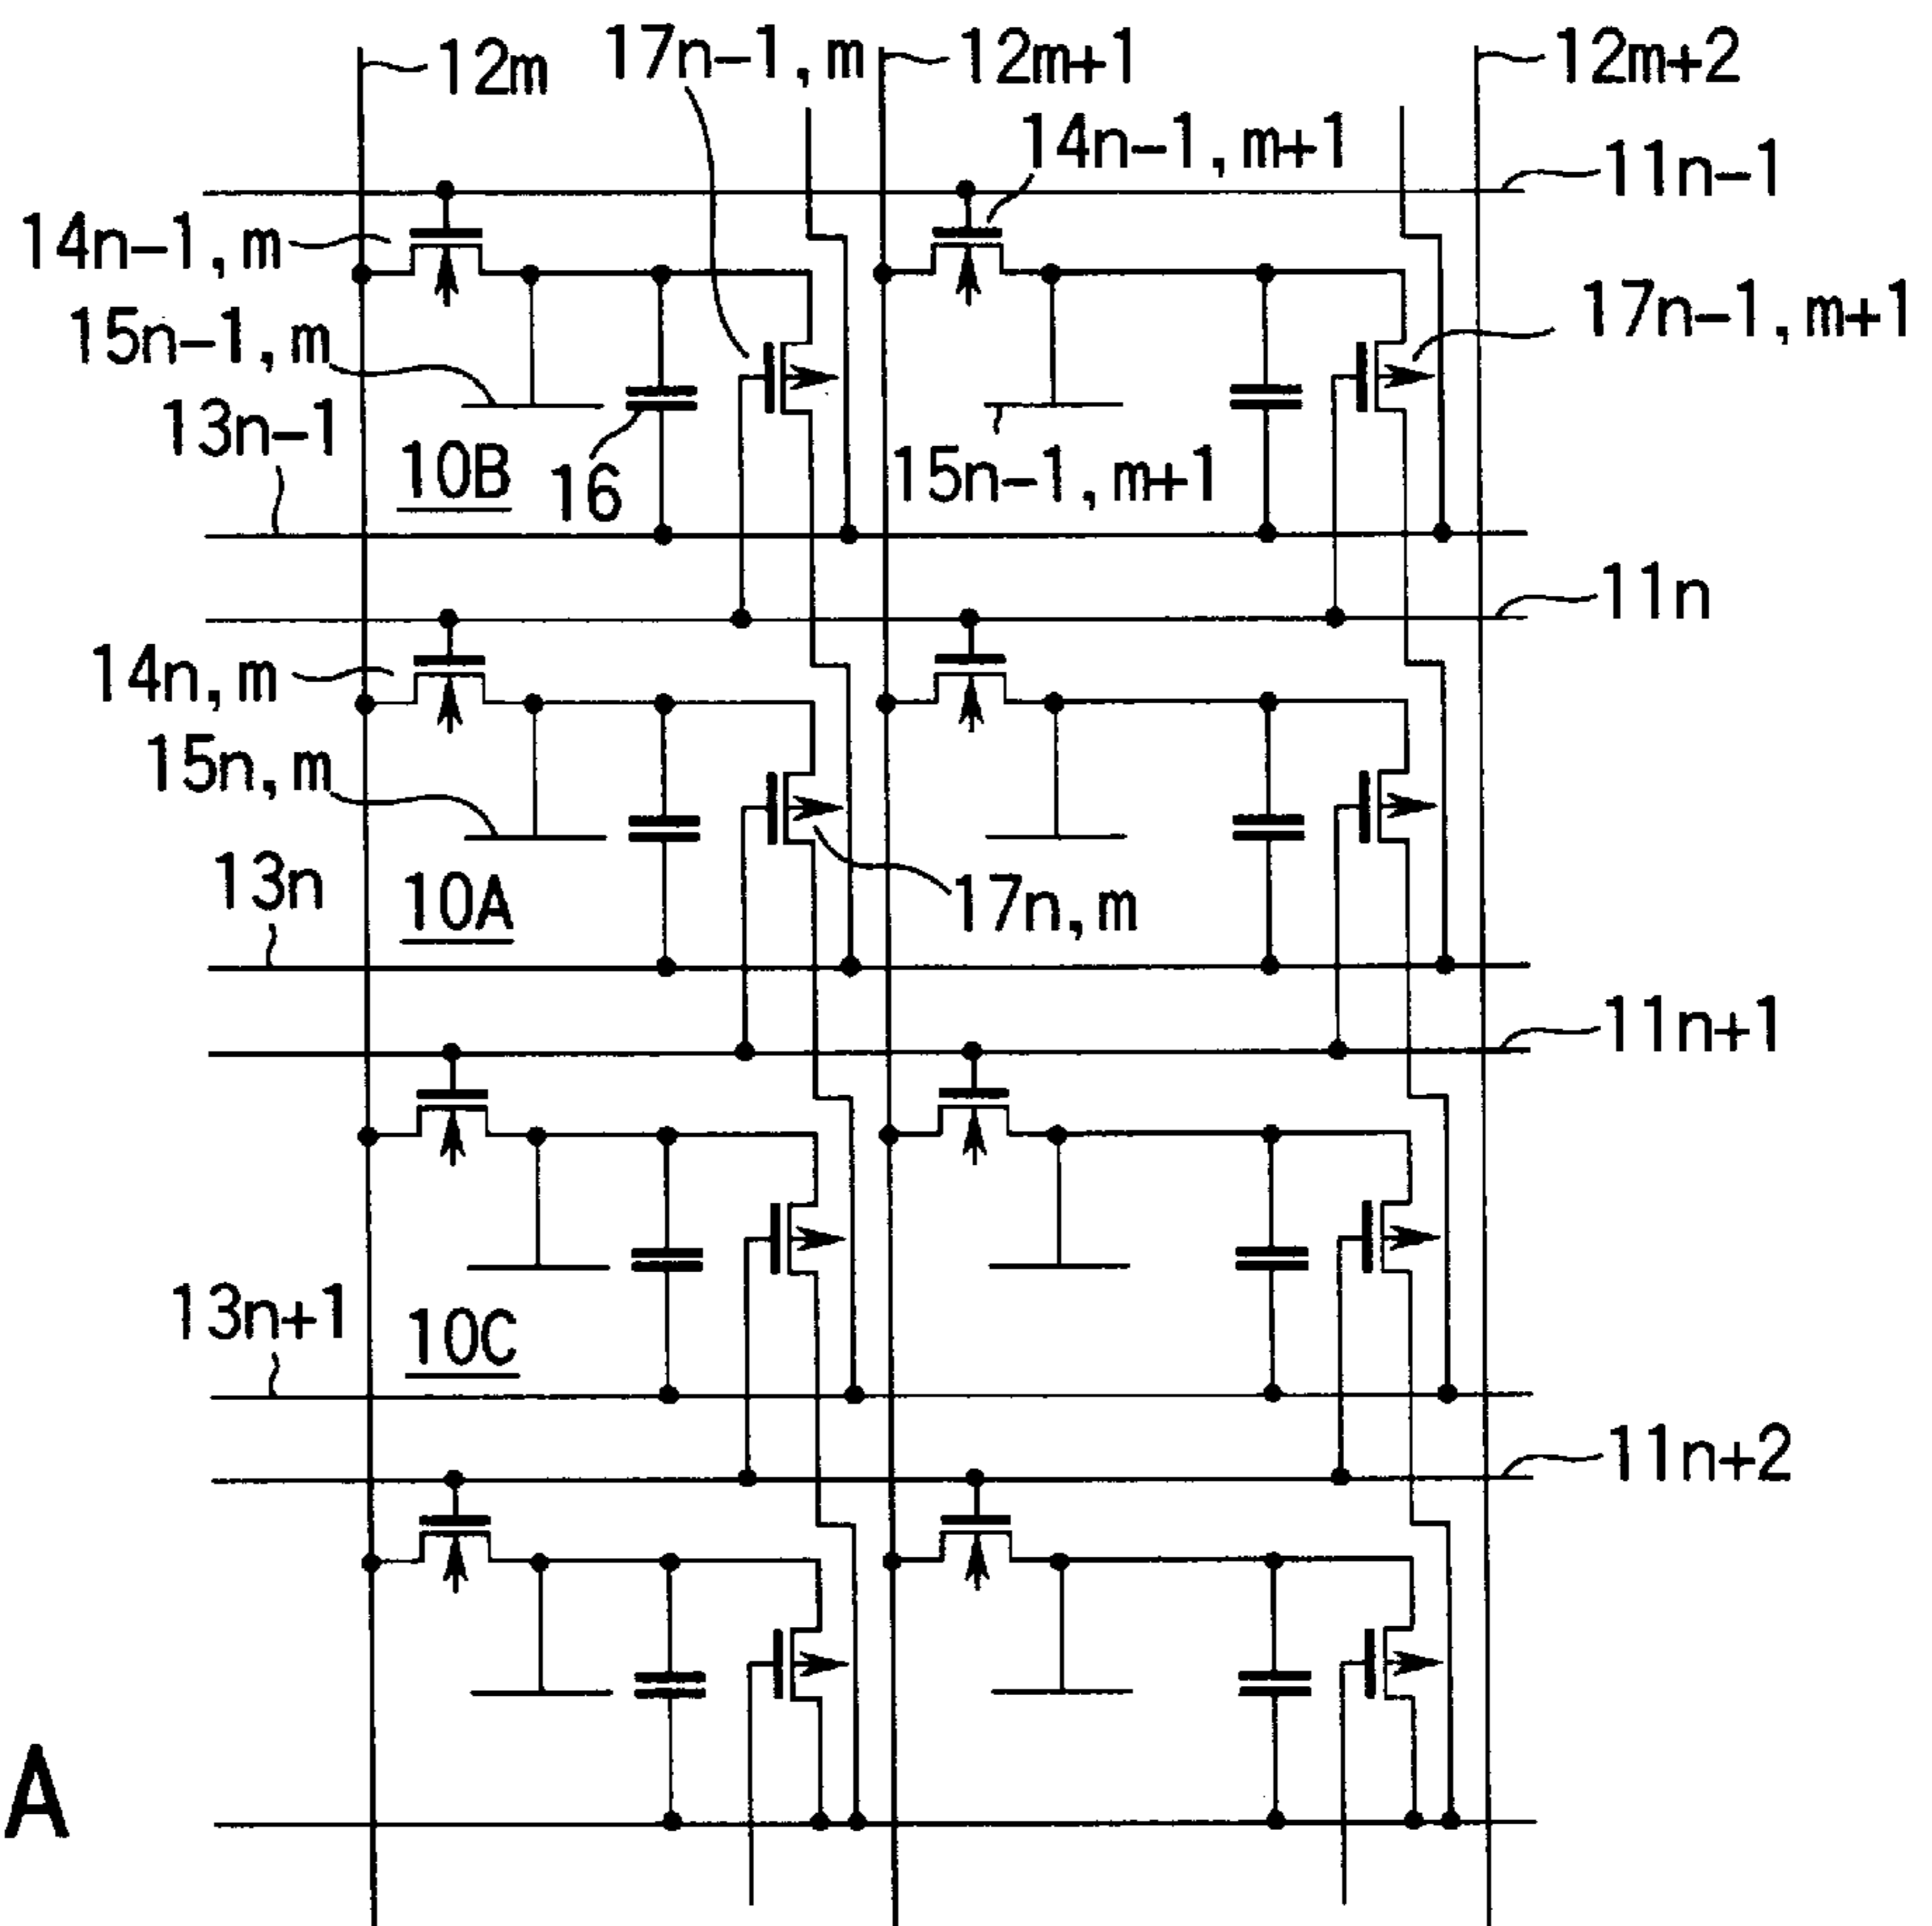 12m
17n-1,m
12m+1
12m+2
14n-1,m+1
11n-1
14n-1,m
15n-1,m
17n-1,m+1
13n-1
10B
16
15n-1,m+1
11n
14n,m
15n,m
13n
10A
17n,m
11n+1
13n+1
10C
11n+2
A